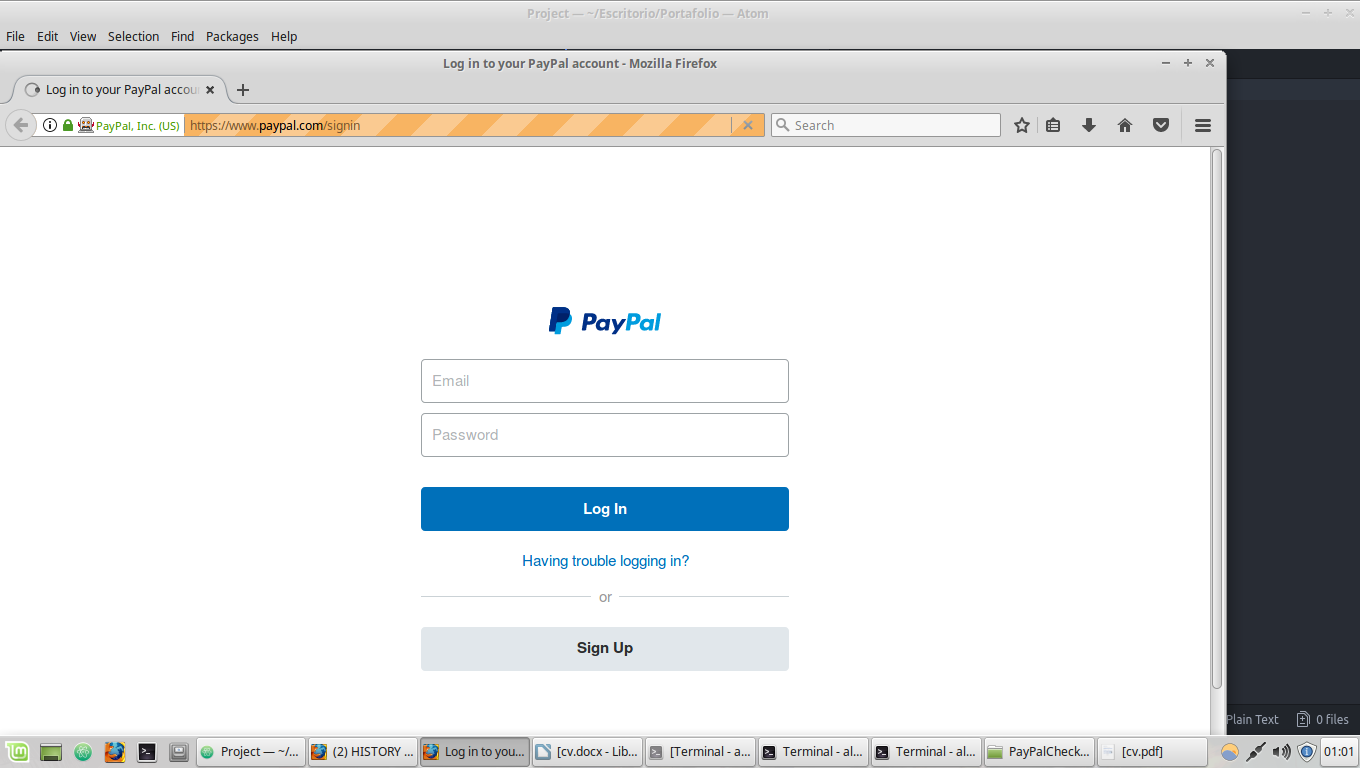 Project — ~/Escritorio/Portafolio — Atom
File Edit View Selection Find Packages Help
Log in to your PayPal account - Mozilla Firefox
Log in to your PayPal accou
PayPal, Inc. (US) https://www.paypal.com/signin Search
PayPal
Email
Password
Log In
Having trouble logging in?
or
Sign Up
Plain Text 0 files
Project — ~/... (2) HISTORY ... Log in to you... [cv.docx - Lib... [Terminal - a... Terminal - al... Terminal - al... PayPalCheck... [cv.pdf] 01:01